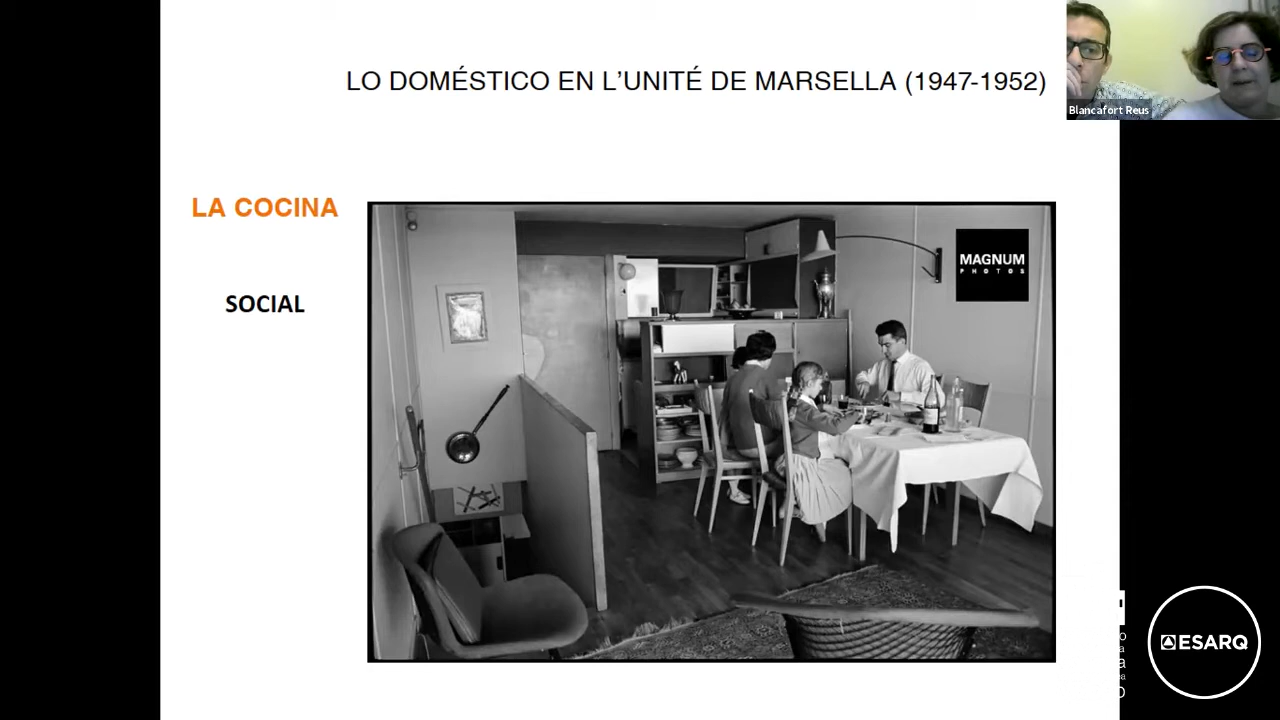 LO DOMÉSTICO EN L’UNITÉ DE MARSELLA (1947-1952)
Blancafort Reus
LA COCINA
SOCIAL
MAGNUM
PHOTOS
ESARQ